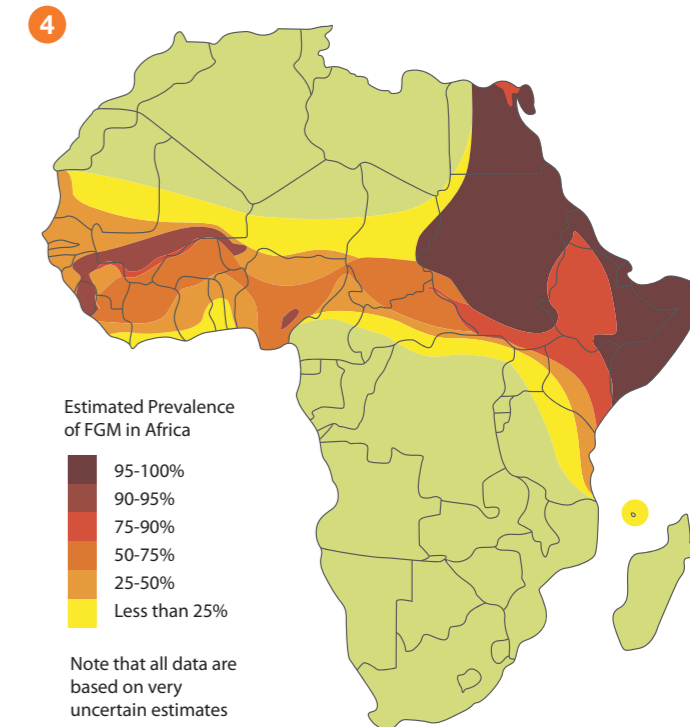 4
Estimated Prevalence
of FGM in Africa
95-100%
90-95%
75-90%
50-75%
25-50%
Less than 25%
Note that all data are
based on very
uncertain estimates